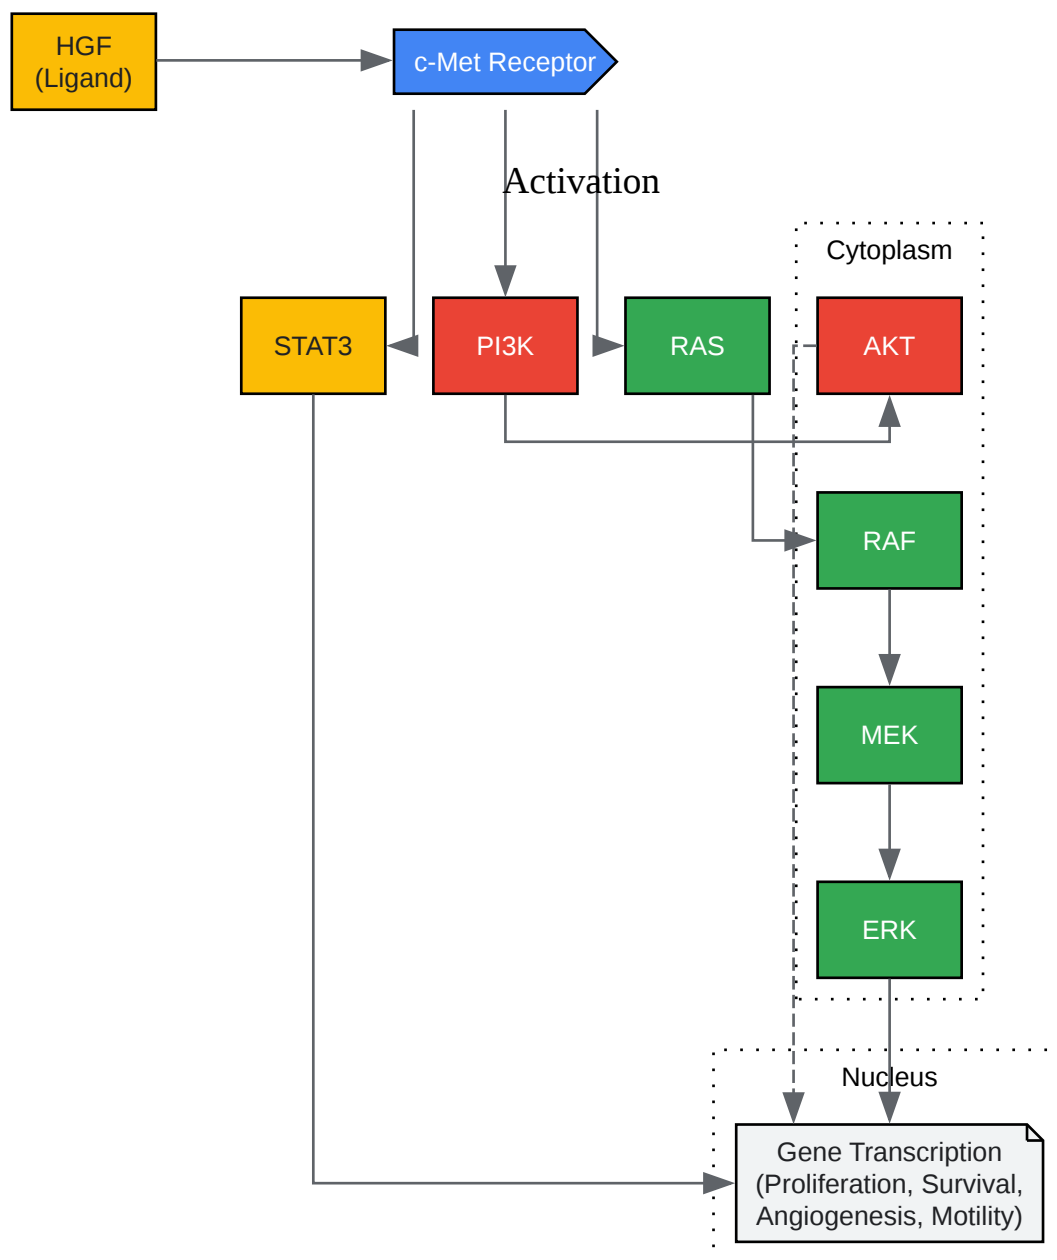 HGF
(Ligand)
c-Met Receptor
Activation
Cytoplasm
STAT3
PI3K
RAS
AKT
RAF
MEK
ERK
Nucleus
Gene Transcription
(Proliferation, Survival,
Angiogenesis, Motility)